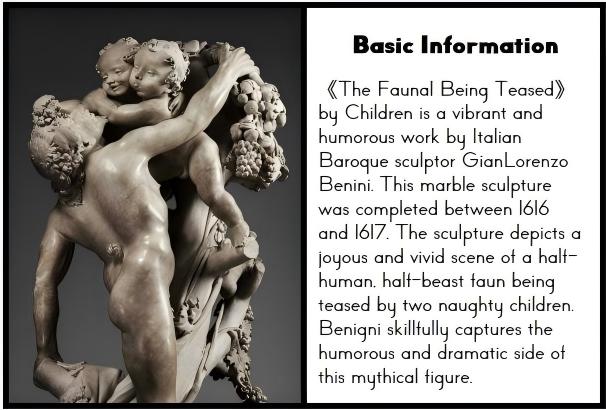 Basic Information
《The Faunal Being Teased》
by Children is a vibrant and
humorous work by Italian
Baroque sculptor GianLorenzo
Benini. This marble sculpture
was completed between 1616
and 1617. The sculpture depicts a
joyous and vivid scene of a half-
human, half-beast faun being
teased by two naughty children.
Benigni skillfully captures the
humorous and dramatic side of
this mythical figure.